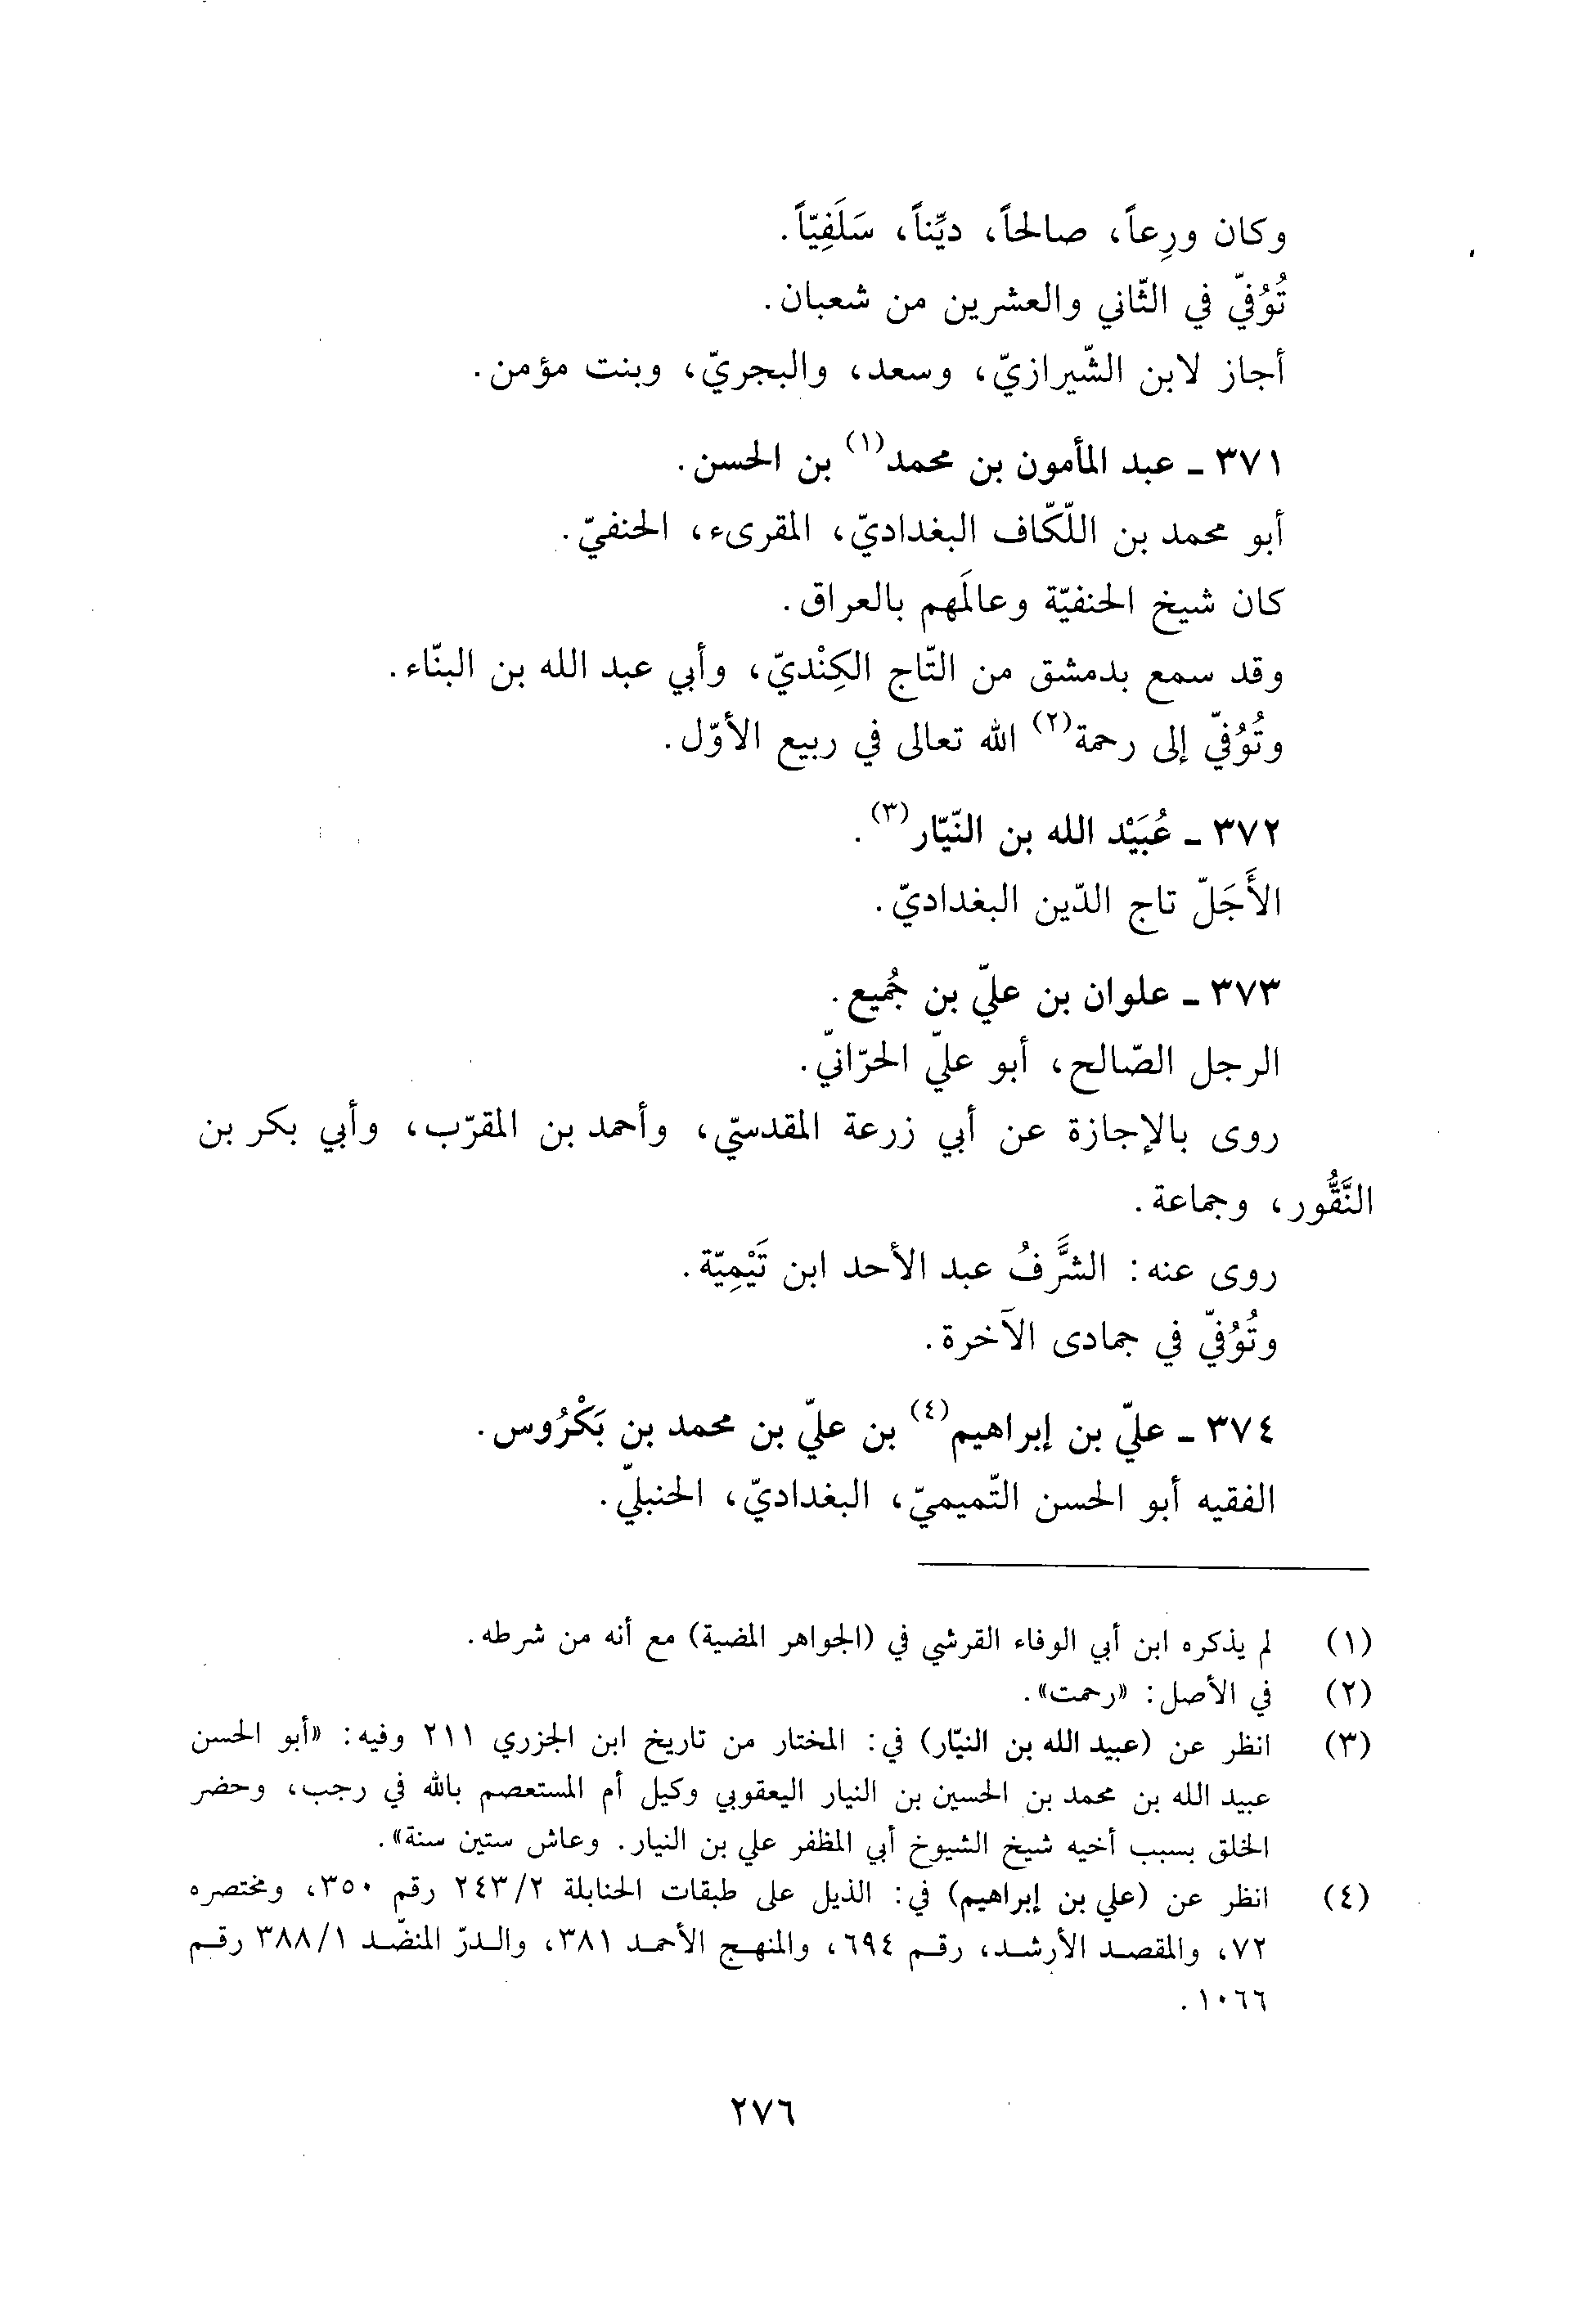 وكان ورِعاً، صالحاً، ديِّناً، سَلَفِيّاً.
تُوُفّي في الثّاني والعشرين من شعبان.
أجاز لابن الشّيرازيّ، وسعد، والبجريّ، وبنت مؤمن.
٣٧١ ـ عبد المأمون بن محمد(١) بن الحسن.
أبو محمد بن اللّكّاف البغداديّ، المقرىء، الحنفيّ.
كان شيخ الحنفيّة وعالَمهم بالعراق.
وقد سمع بدمشق من التّاج الكِنْديّ، وأبي عبد الله بن البنّاء.
وتُوُفّي إلى رحمة(٢) الله تعالى في ربيع الأوّل.
٣٧٢ ـ عُبَيْد الله بن النّيّار(٣).
الأَجَلّ تاج الدّين البغداديّ.
٣٧٣ ـ علوان بن عليّ بن جُميع.
الرجل الصّالح، أبو عليّ الحرّانيّ.
روى بالإجازة عن أبي زرعة المقدسيّ، وأحمد بن المقرّب، وأبي بكر بن
النَّقُّور، وجماعة.
روى عنه: الشَّرَفُ عبد الأحد ابن تَيْمِيّة.
وتُوُفّي في جمادى الآخرة.
٣٧٤ ـ عليّ بن إبراهيم(٤) بن عليّ بن محمد بن بَكْرُوس.
الفقيه أبو الحسن التّميميّ، البغداديّ، الحنبليّ.
(١) لم يذكره ابن أبي الوفاء القرشي في (الجواهر المضية) مع أنه من شرطه.
(٢) في الأصل: «رحمت».
(٣) انظر عن (عبيد الله بن النيّار) في: المختار من تاريخ ابن الجزري ٢١١ وفيه: «أبو الحسن
عبيد الله بن محمد بن الحسين بن النيار اليعقوبي وكيل أم المستعصم بالله في رجب، وحضر
الخلق بسبب أخيه شيخ الشيوخ أبي المظفر علي بن النيار. وعاش ستين سنة».
(٤) انظر عن (علي بن إبراهيم) في: الذيل على طبقات الحنابلة ٢٤٣/٢ رقم ٣٥٠، ومختصره
٧٢، والمقصد الأرشد، رقم ٦٩٤، والمنهج الأحمد ٣٨١، والدرّ المنضّد ٣٨٨/١ رقم
١٠٦٦.
٢٧٦